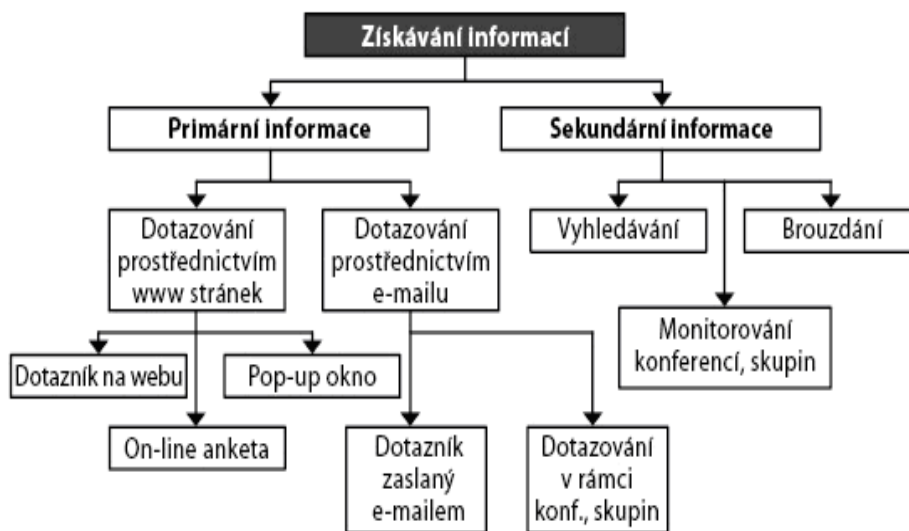 Získávání informací
Primární informace
Sekundární informace
Dotazování
prostřednictvím
www stránek
Dotazování
prostřednictvím
e-mailu
Vyhledávání
Brouzdání
Monitorování
konferencí, skupin
Dotazník na webu
Pop-up okno
On-line anketa
Dotazník
zaslaný
e-mailem
Dotazování
v rámci
konf., skupin